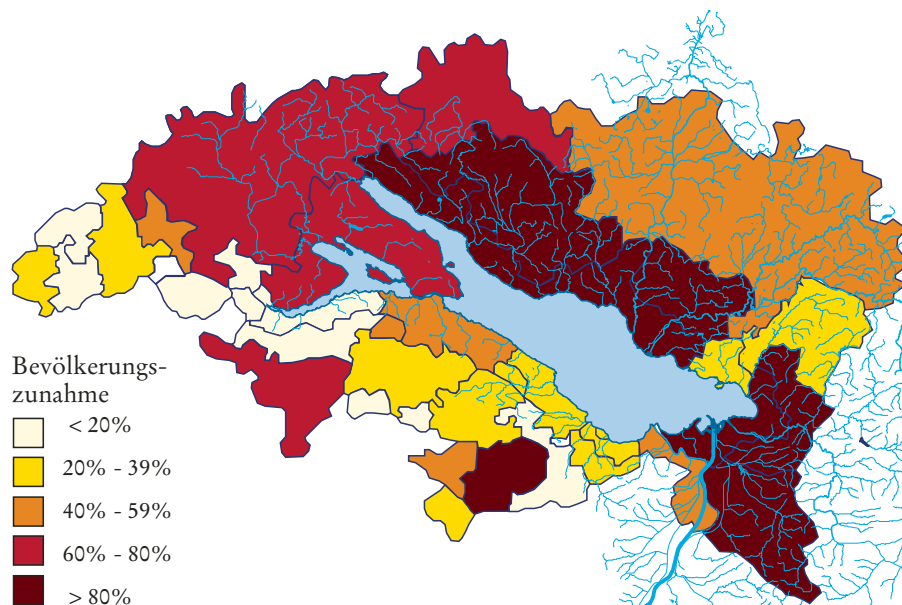 Bevölkerungs-
zunahme
< 20%
20% - 39%
40% - 59%
60% - 80%
> 80%